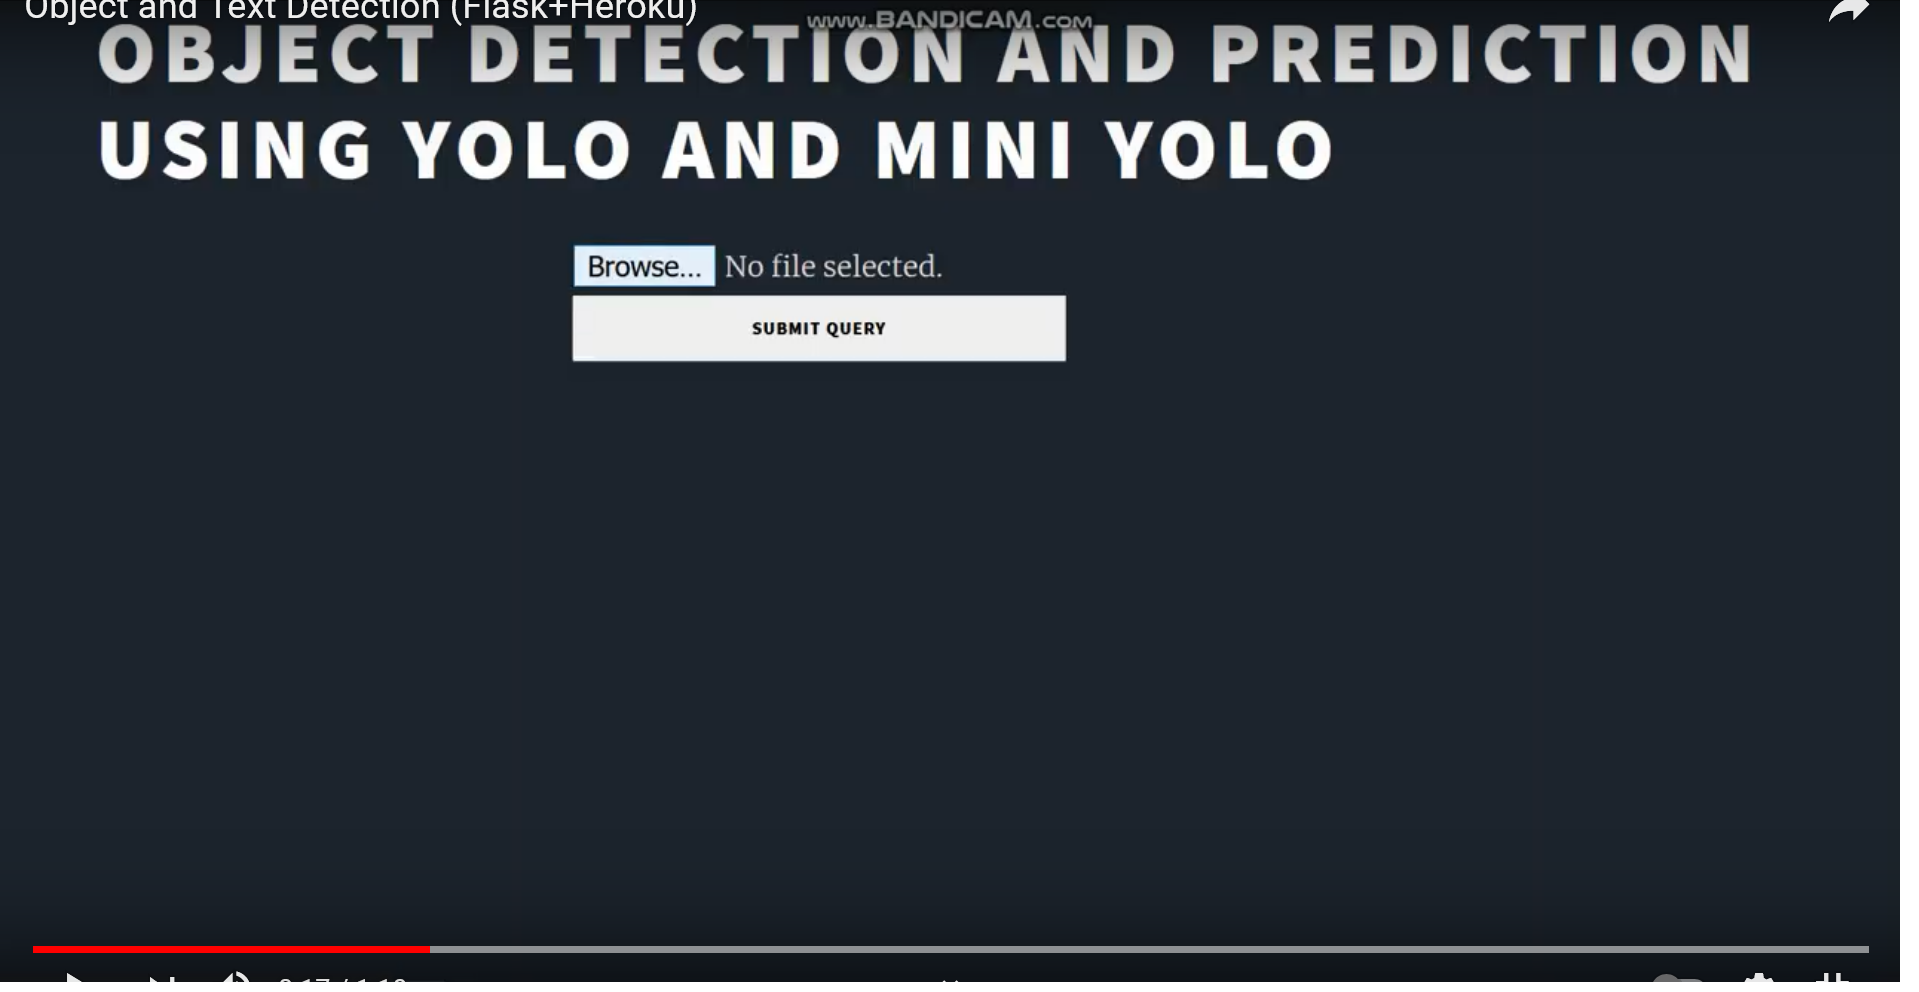 Object and Text Detection (Flask+Heroku)
www.BANDICAM.com
OBJECT DETECTION AND PREDICTION
USING YOLO AND MINI YOLO
Browse... No file selected.
SUBMIT QUERY